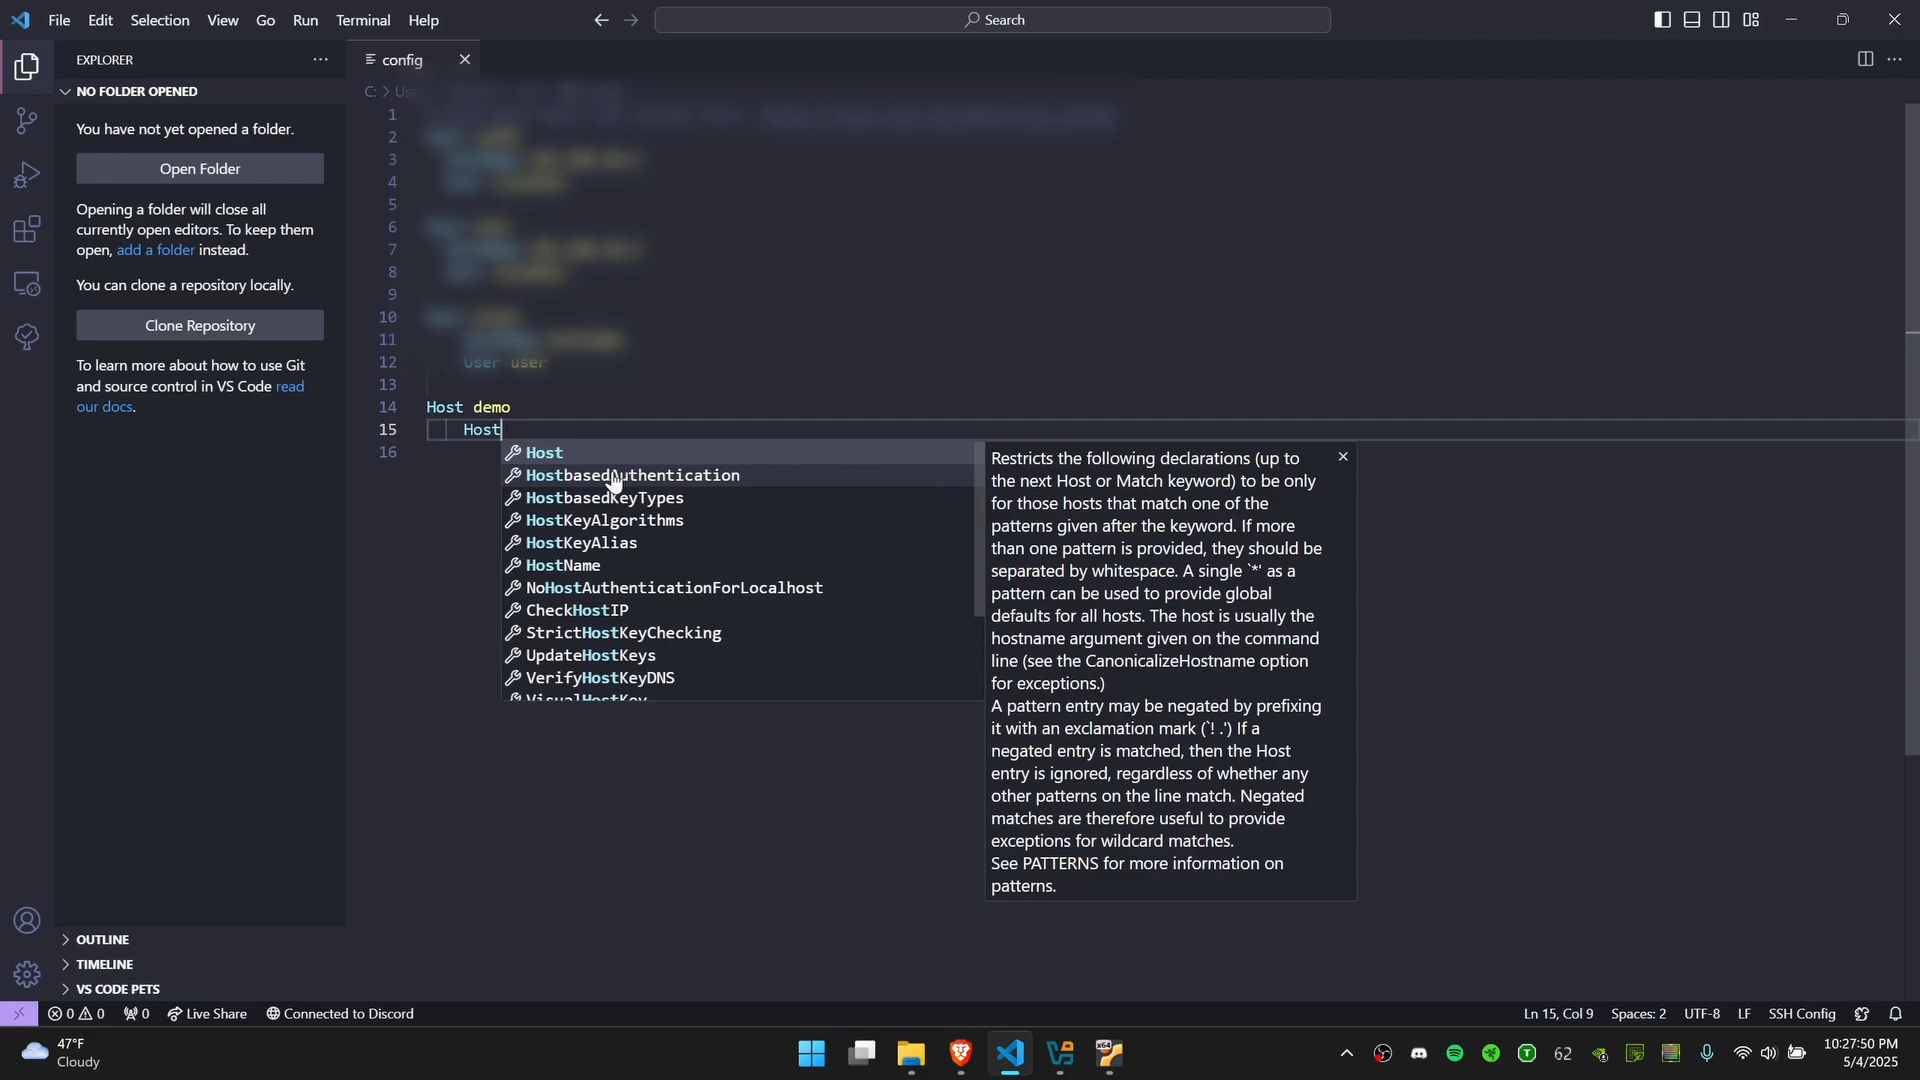 File Edit Selection View Go Run Terminal Help
Search
EXPLORER
config
NO FOLDER OPENED
C: > Use
You have not yet opened a folder.
Open Folder
Opening a folder will close all
currently open editors. To keep them
open, add a folder instead.
You can clone a repository locally.
Clone Repository
To learn more about how to use Git
and source control in VS Code read
our docs.
OUTLINE
TIMELINE
VS CODE PETS
1
2
3
4
5
6
7
8
9
10
11
12 User user
13
14 Host demo
15 Host
16
Host
HostbasedAuthentication
HostbasedKeyTypes
HostKeyAlgorithms
HostKeyAlias
HostName
NoHostAuthenticationForLocalhost
CheckHostIP
StrictHostKeyChecking
UpdateHostKeys
VerifyHostKeyDNS
VisualHostKey
Restricts the following declarations (up to
the next Host or Match keyword) to be only
for those hosts that match one of the
patterns given after the keyword. If more
than one pattern is provided, they should be
separated by whitespace. A single `*' as a
pattern can be used to provide global
defaults for all hosts. The host is usually the
hostname argument given on the command
line (see the CanonicalizeHostname option
for exceptions.)
A pattern entry may be negated by prefixing
it with an exclamation mark (`! .') If a
negated entry is matched, then the Host
entry is ignored, regardless of whether any
other patterns on the line match. Negated
matches are therefore useful to provide
exceptions for wildcard matches.
See PATTERNS for more information on
patterns.
0 0 0 Live Share Connected to Discord
Ln 15, Col 9 Spaces: 2 UTF-8 LF SSH Config
47°F
Cloudy
x64
62
10:27:50 PM
5/4/2025